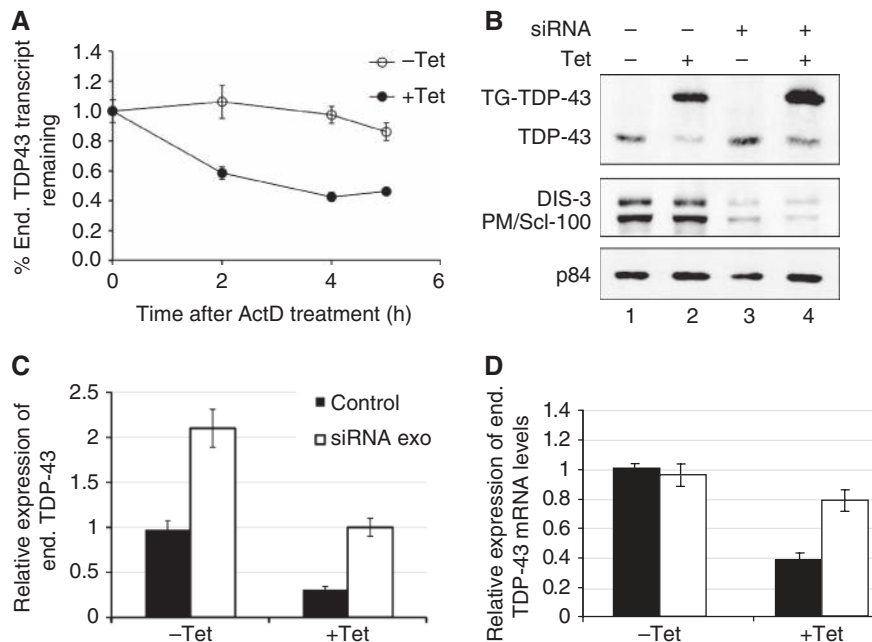 A
% End. TDP43 transcript
remaining
1.4
1.2
1.0
0.8
0.6
0.4
0.2
0.0
0 2 4 6
Time after ActD treatment (h)
–Tet
+Tet
B
siRNA – – + +
Tet – + – +
TG-TDP-43
TDP-43
DIS-3
PM/Scl-100
p84
1 2 3 4
C
Relative expression of
end. TDP-43
2.5
2
1.5
1
0.5
0
–Tet +Tet
Control
siRNA exo
D
Relative expression of end.
TDP-43 mRNA levels
1.4
1.2
1
0.8
0.6
0.4
0.2
0
–Tet +Tet